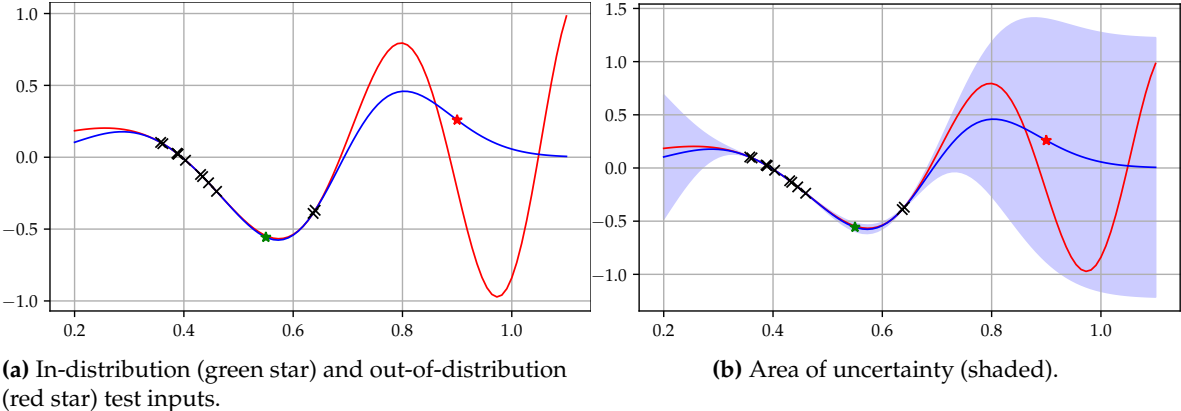 1.0
0.5
0.0
−0.5
−1.0
0.2 0.4 0.6 0.8 1.0
(a) In-distribution (green star) and out-of-distribution
(red star) test inputs.
1.5
1.0
0.5
0.0
−0.5
−1.0
0.2 0.4 0.6 0.8 1.0
(b) Area of uncertainty (shaded).